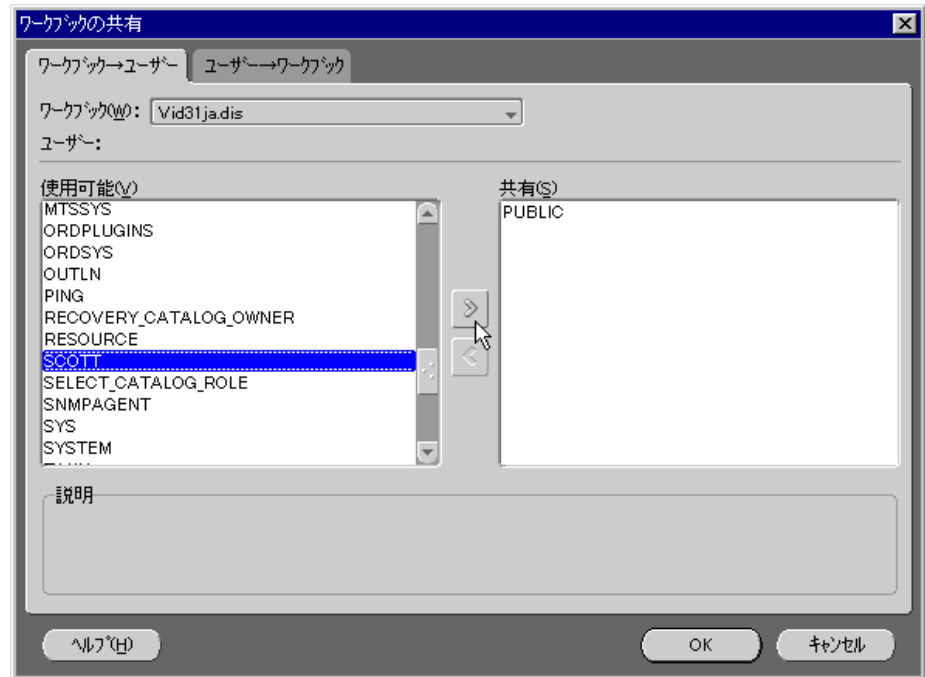 ワークブックの共有
ワークブック→ユーザー
ユーザー→ワークブック
ワークブック(W):
Vid31ja.dis
ユーザー:
使用可能(V)
共有(S)
MTSSYS
ORDPLUGINS
ORDSYS
OUTLN
PING
RECOVERY_CATALOG_OWNER
RESOURCE
SCOTT
SELECT_CATALOG_ROLE
SNMPAGENT
SYS
SYSTEM
PUBLIC
説明
ヘルプ(H)
OK
キャンセル